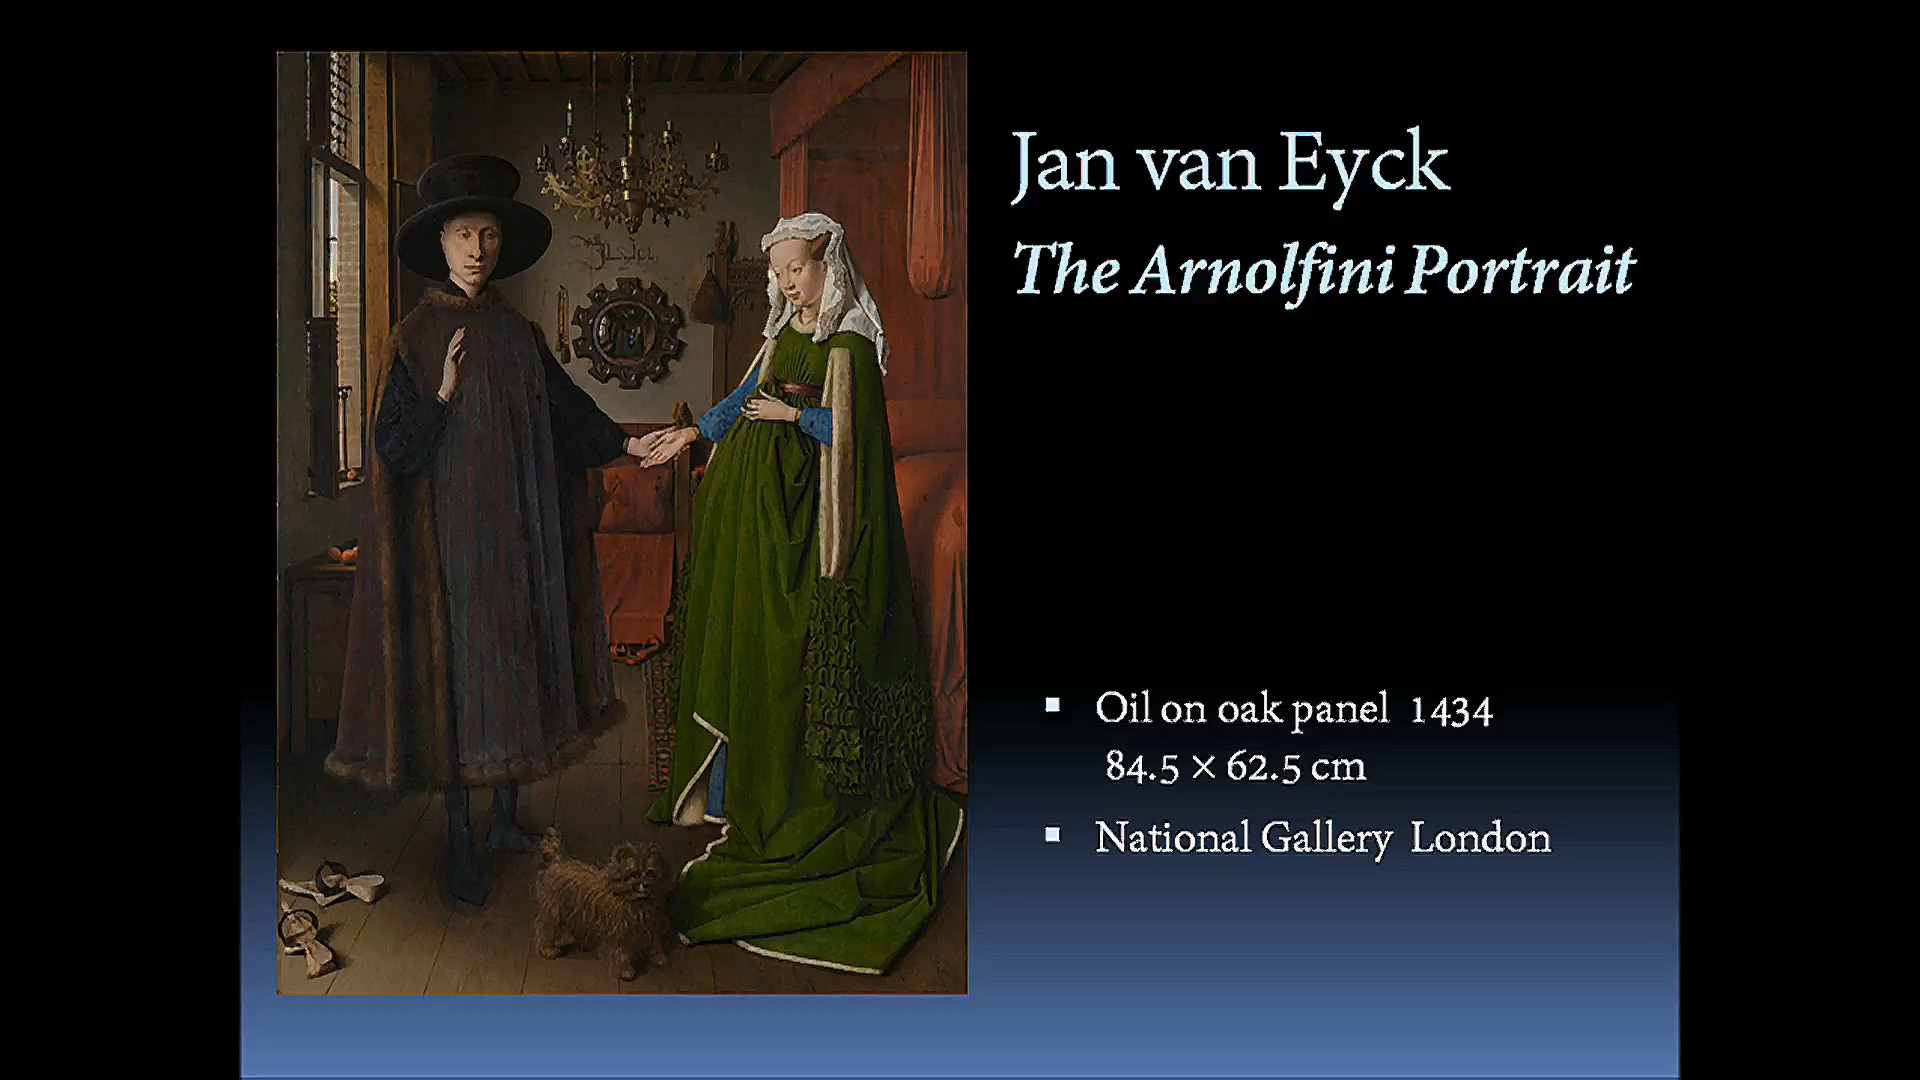 Jan van Eyck
The Arnolfini Portrait
▪ Oil on oak panel 1434
84.5 × 62.5 cm
▪ National Gallery London